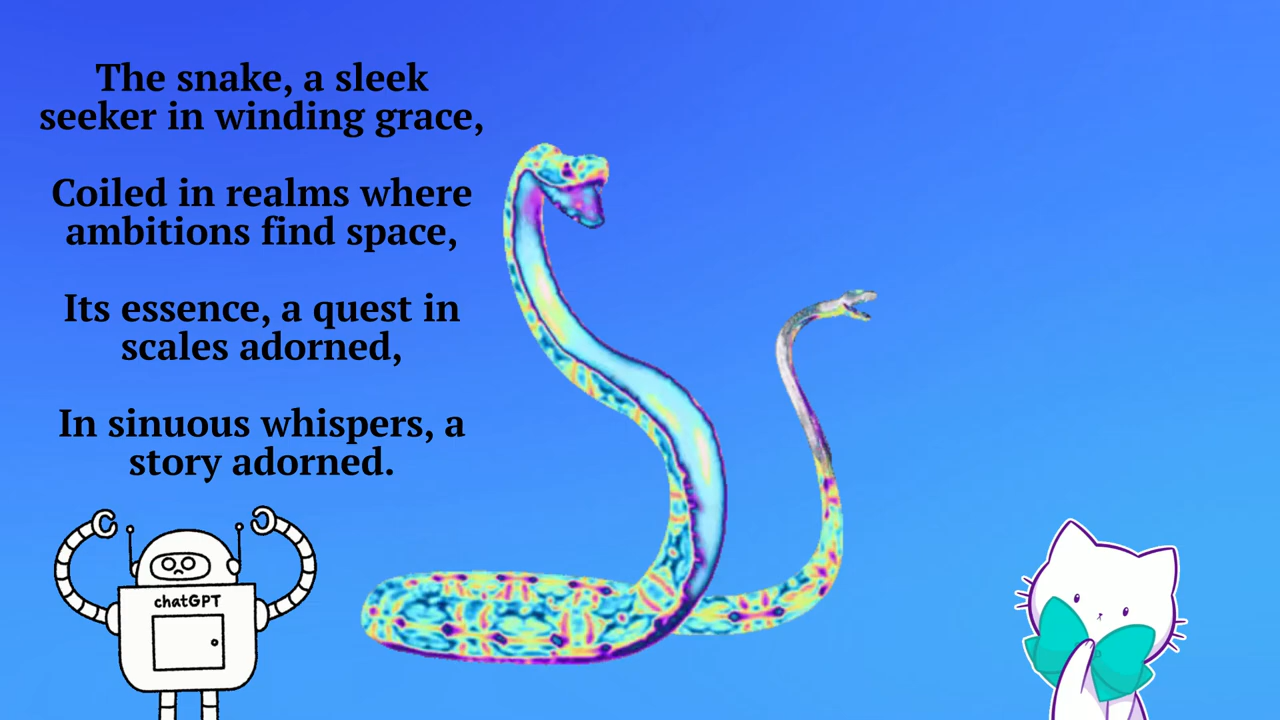 The snake, a sleek
seeker in winding grace,
Coiled in realms where
ambitions find space,
Its essence, a quest in
scales adorned,
In sinuous whispers, a
story adorned.
chatGPT